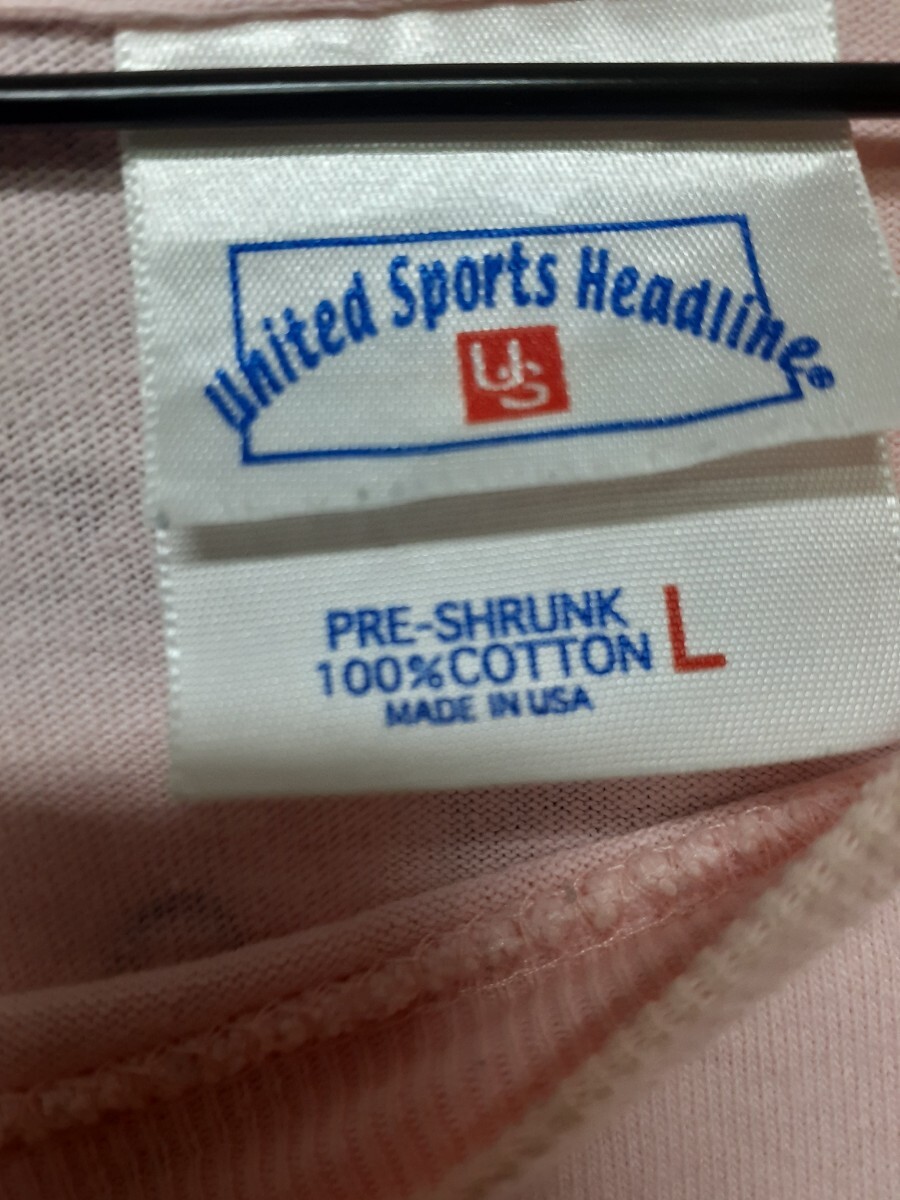 United Sports Headline®
US
PRE-SHRUNK
100%COTTON L
MADE IN USA